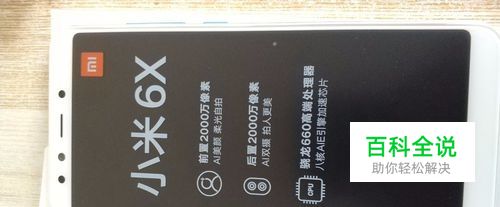 mi
小米6X
前置2000万像素
AI美颜 柔光自拍
后置2000万像素
AI双摄 拍人更美
骁龙660高端处理器
八核AIE引擎加速芯片
CPU
百科全说
助你轻松解决